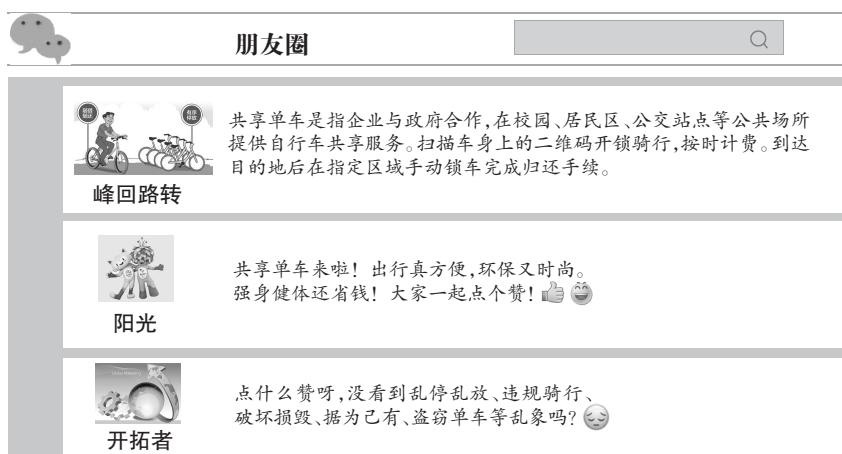 朋友圈
共享单车是指企业与政府合作,在校园、居民区、公交站点等公共场所
提供自行车共享服务。扫描车身上的二维码开锁骑行,按时计费。到达
目的地后在指定区域手动锁车完成归还手续。
峰回路转
共享单车来啦！出行真方便,环保又时尚。
强身健体还省钱！大家一起点个赞！
阳光
点什么赞呀,没看到乱停乱放、违规骑行、
破坏损毁、据为己有、盗窃单车等乱象吗？
开拓者